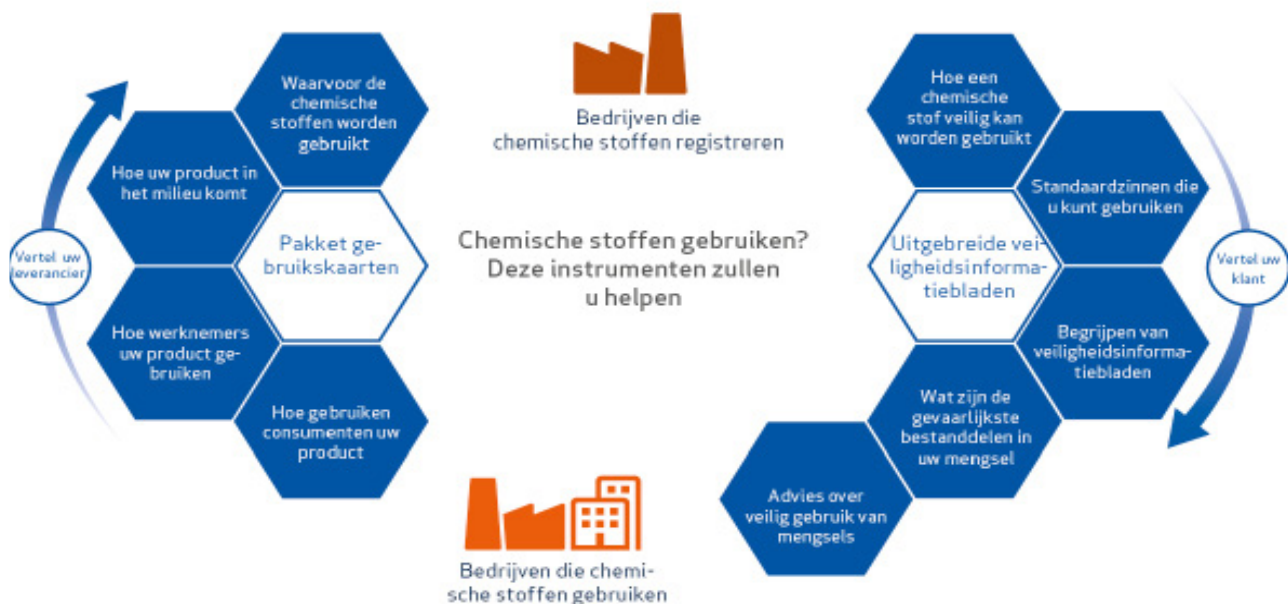 Waarvoor de
chemische
stoffen worden
gebruikt
Hoe uw product in
het milieu komt
Pakket ge-
bruikskaarten
Vertel uw
leverancier
Hoe werknemers
uw product ge-
bruiken
Hoe gebruiken
consumenten uw
product
Bedrijven die
chemische stoffen registreren
Chemische stoffen gebruiken?
Deze instrumenten zullen
u helpen
Bedrijven die chemi-
sche stoffen gebruiken
Hoe een
chemische
stof veilig kan
worden gebruikt
Standaardzinnen die
u kunt gebruiken
Uitgebreide vei-
ligheidsinforma-
tiebladen
Vertel uw
klant
Begrijpen van
veiligheidsinforma-
tiebladen
Wat zijn de
gevaarlijkste
bestanddelen in
uw mengsel
Advies over
veilig gebruik van
mengsels